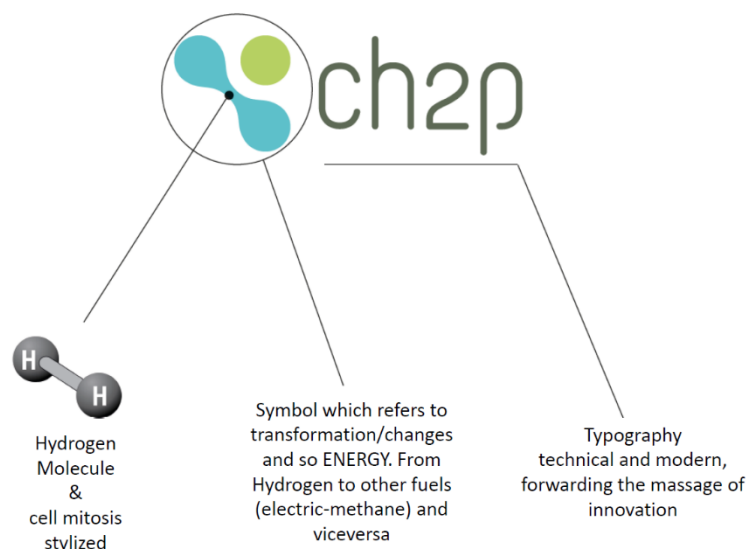 ch2p
H
H
Hydrogen
Molecule
&
cell mitosis
stylized
Symbol which refers to
transformation/changes
and so ENERGY. From
Hydrogen to other fuels
(electric-methane) and
viceversa
Typography
technical and modern,
forwarding the massage of
innovation